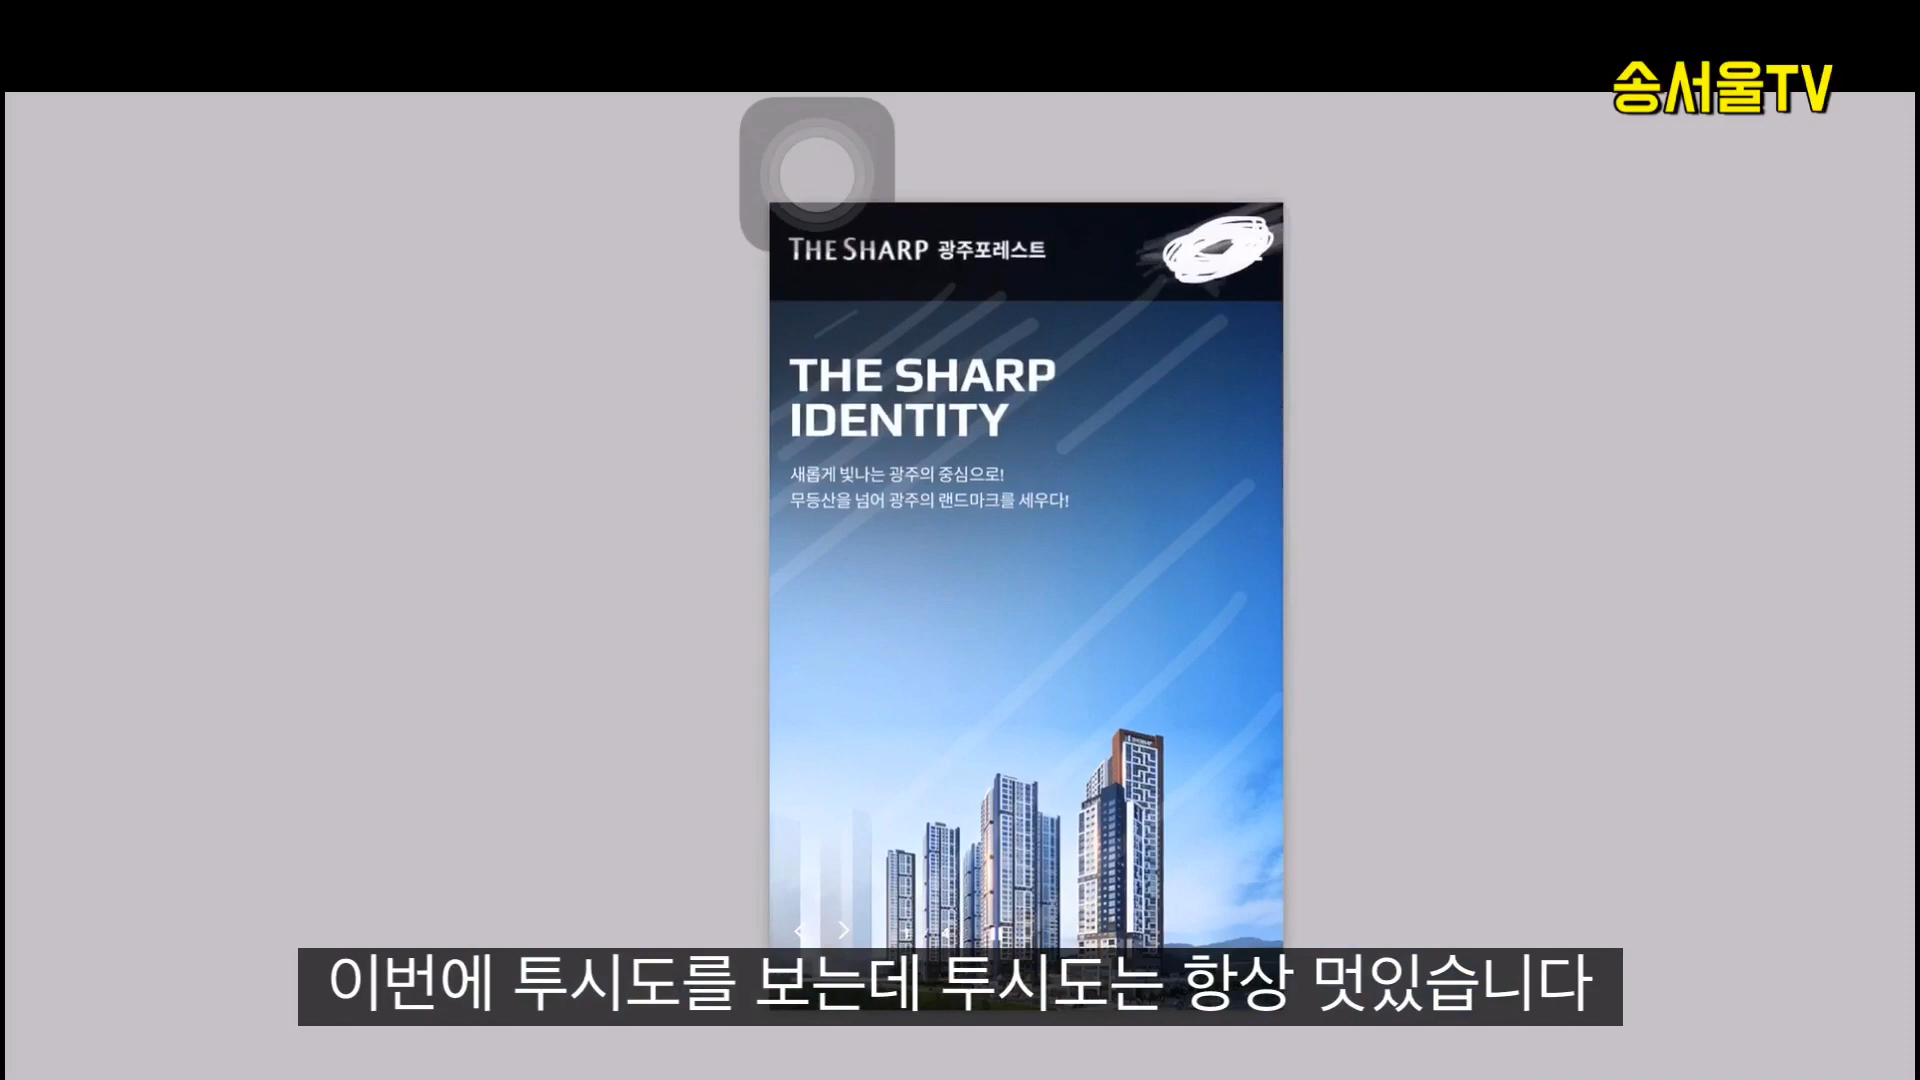 송서울TV
THE SHARP 광주포레스트
THE SHARP
IDENTITY
새롭게 빛나는 광주의 중심으로!
무등산을 넘어 광주의 랜드마크를 세우다!
이번에 투시도를 보는데 투시도는 항상 멋있습니다